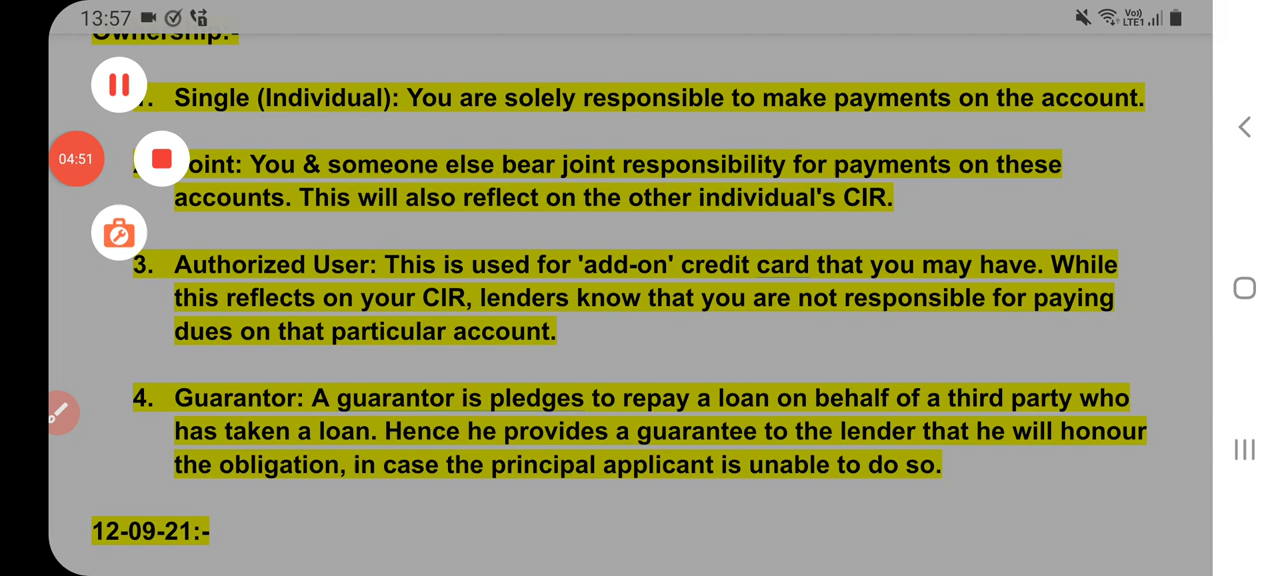 13:57
Vo)) LTE1
Ownership:-
1. Single (Individual): You are solely responsible to make payments on the account.
04:51
oint: You & someone else bear joint responsibility for payments on these
accounts. This will also reflect on the other individual's CIR.
3. Authorized User: This is used for 'add-on' credit card that you may have. While
this reflects on your CIR, lenders know that you are not responsible for paying
dues on that particular account.
4. Guarantor: A guarantor is pledges to repay a loan on behalf of a third party who
has taken a loan. Hence he provides a guarantee to the lender that he will honour
the obligation, in case the principal applicant is unable to do so.
12-09-21:-